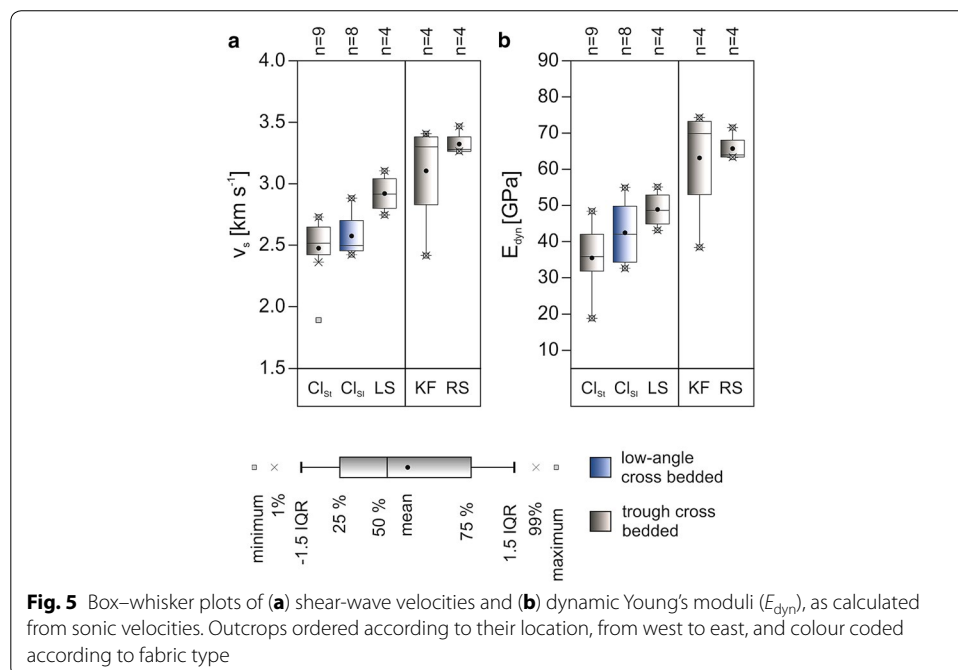 a
n=9 n=8 n=4 n=4 n=4
4.0
3.5
3.0
2.5
2.0
1.5
vs [km s-1]
ClSt ClSl LS KF RS
b
n=9 n=8 n=4 n=4 n=4
90
80
70
60
50
40
30
20
10
Edyn [GPa]
ClSt ClSl LS KF RS
minimum
1%
-1.5 IQR
25 %
50 %
mean
75 %
1.5 IQR
99%
maximum
low-angle
cross bedded
trough cross
bedded
Fig. 5 Box–whisker plots of (a) shear-wave velocities and (b) dynamic Young's moduli (Edyn), as calculated
from sonic velocities. Outcrops ordered according to their location, from west to east, and colour coded
according to fabric type